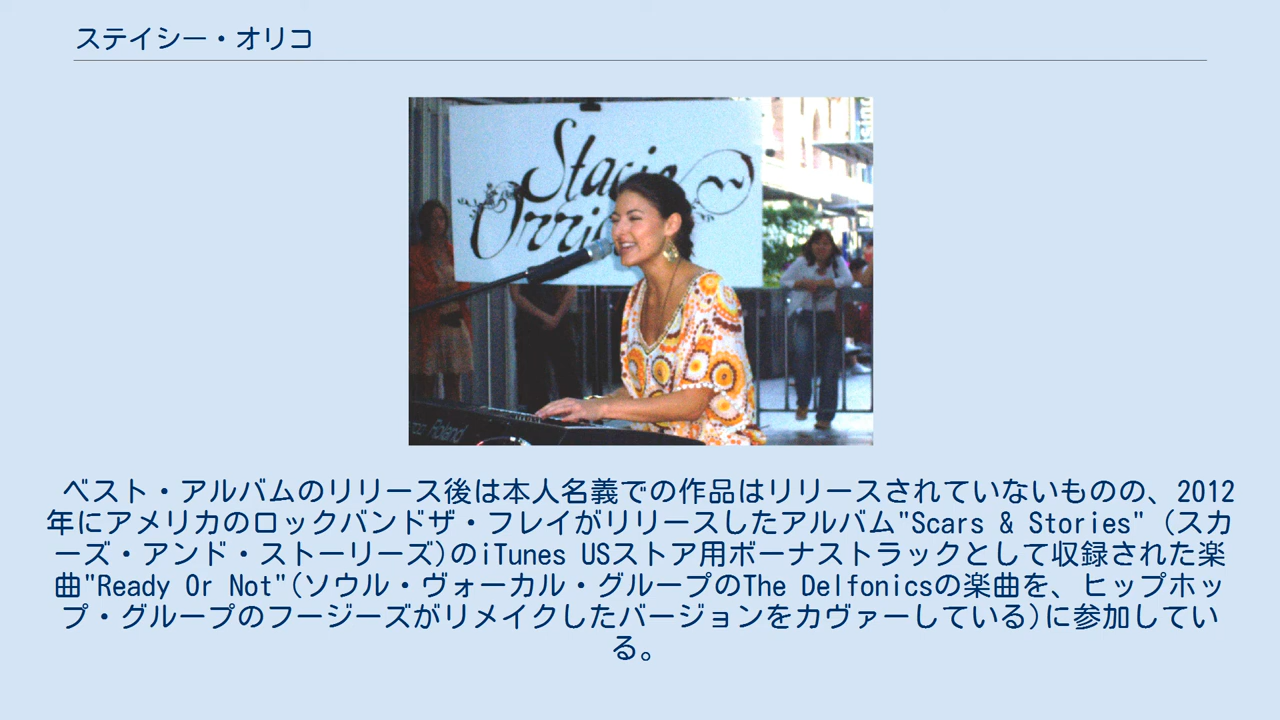 ステイシー・オリコ
Stacie
Orrico
Roland
ベスト・アルバムのリリース後は本人名義での作品はリリースされていないものの、2012
年にアメリカのロックバンドザ・フレイがリリースしたアルバム"Scars & Stories" (スカ
ーズ・アンド・ストーリーズ)のiTunes USストア用ボーナストラックとして収録された楽
曲"Ready Or Not"(ソウル・ヴォーカル・グループのThe Delfonicsの楽曲を、ヒップホッ
プ・グループのフージーズがリメイクしたバージョンをカヴァーしている)に参加してい
る。